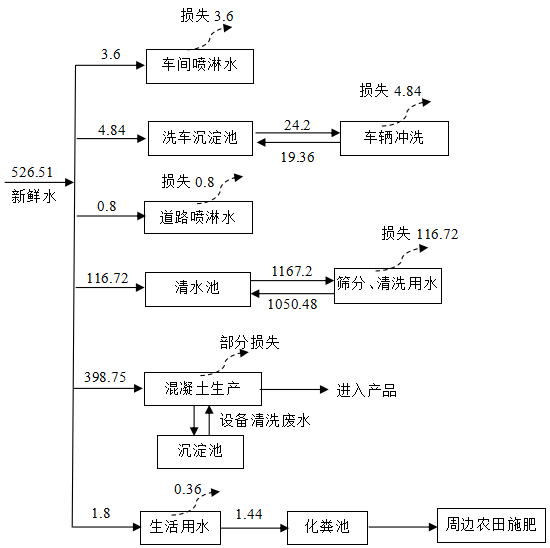 损失 3.6
3.6
车间喷淋水
损失 4.84
4.84
洗车沉淀池
24.2
19.36
车辆冲洗
526.51
新鲜水
损失 0.8
0.8
道路喷淋水
损失 116.72
116.72
清水池
1167.2
1050.48
筛分、清洗用水
部分损失
398.75
混凝土生产
进入产品
设备清洗废水
沉淀池
0.36
1.8
生活用水
1.44
化粪池
周边农田施肥